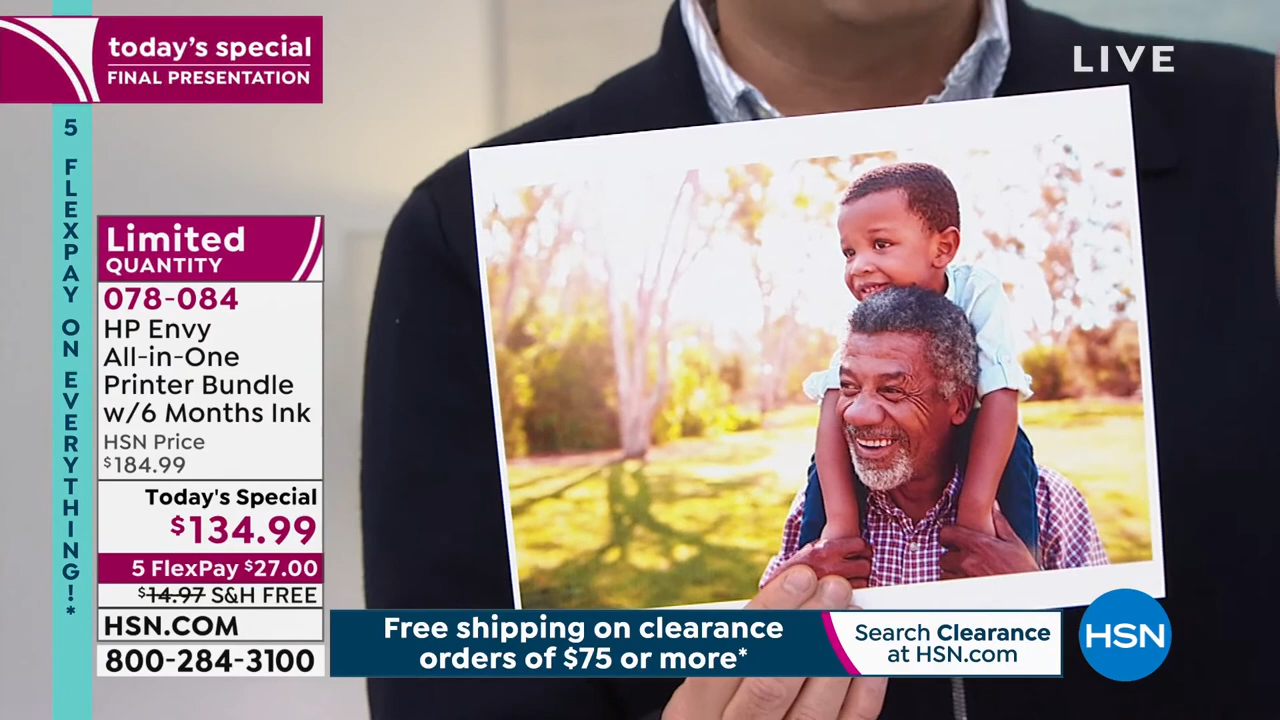 today's special
FINAL PRESENTATION
LIVE
5 FLEXPAY ON EVERYTHING!*
Limited
QUANTITY
078-084
HP Envy
All-in-One
Printer Bundle
w/6 Months Ink
HSN Price
$184.99
Today's Special
$134.99
5 FlexPay $27.00
$14.97 S&H FREE
HSN.COM
800-284-3100
Free shipping on clearance
orders of $75 or more*
Search Clearance
at HSN.com
HSN